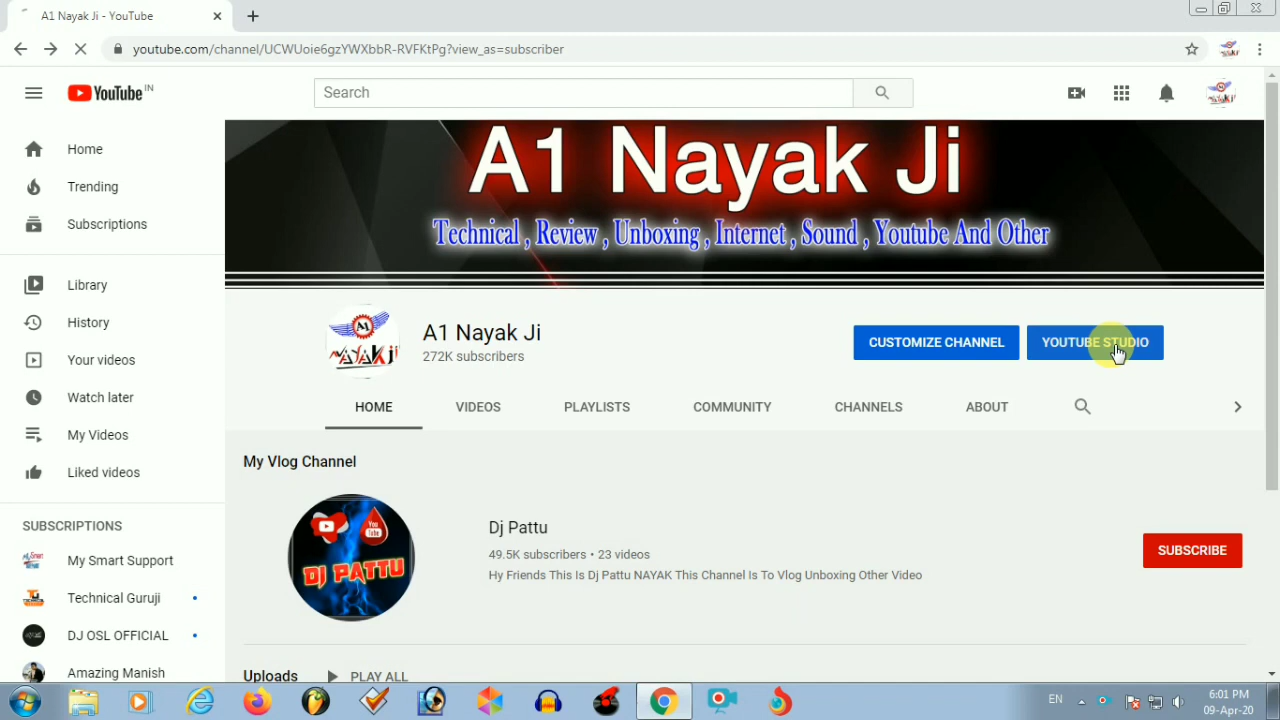 A1 Nayak Ji - YouTube
youtube.com/channel/UCWUoie6gzYWXbbR-RVFKtPg?view_as=subscriber
YouTube IN
Search
Home
Trending
Subscriptions
Library
History
Your videos
Watch later
My Videos
Liked videos
SUBSCRIPTIONS
My Smart Support
Technical Guruji
DJ OSL OFFICIAL
Amazing Manish
A1 Nayak Ji
Technical , Review , Unboxing , Internet , Sound , Youtube And Other
NAYAK ji
A1 Nayak Ji
272K subscribers
CUSTOMIZE CHANNEL
YOUTUBE STUDIO
HOME VIDEOS PLAYLISTS COMMUNITY CHANNELS ABOUT
My Vlog Channel
DJ PATTU
Dj Pattu
49.5K subscribers • 23 videos
Hy Friends This Is Dj Pattu NAYAK This Channel Is To Vlog Unboxing Other Video
SUBSCRIBE
Uploads PLAY ALL
EN
6:01 PM
09-Apr-20